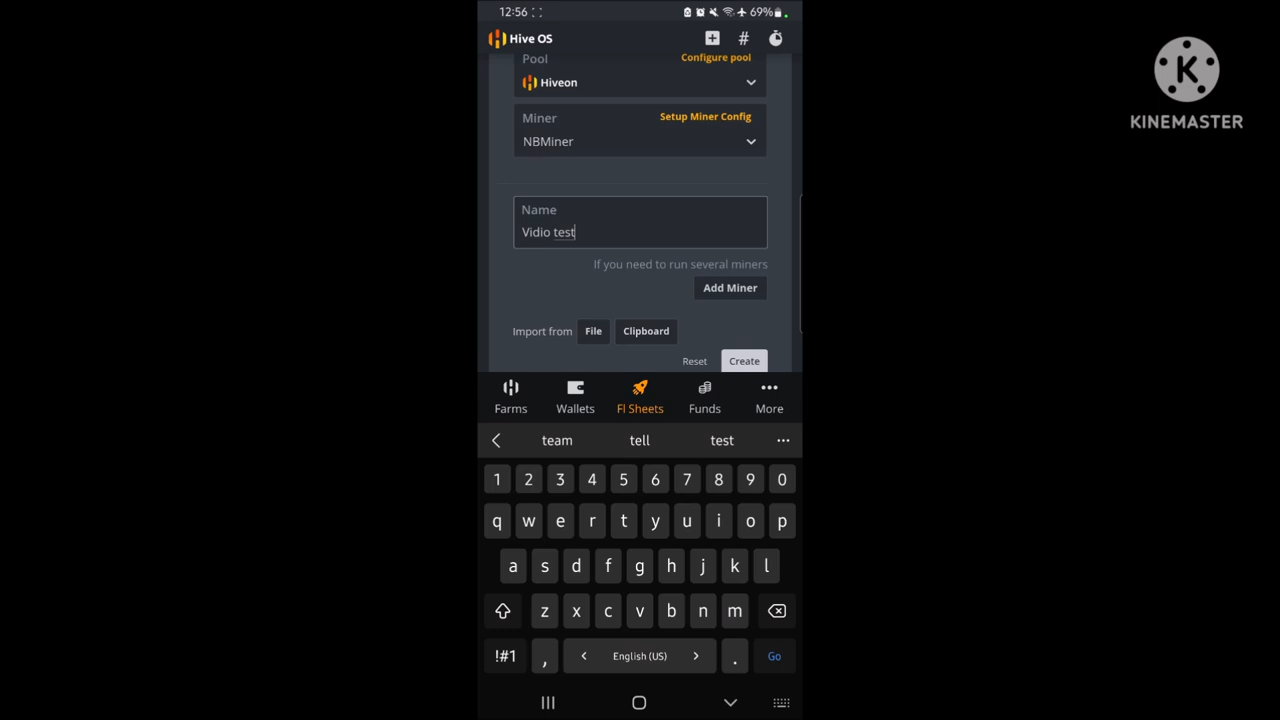 12:56
69%
Hive OS
#
Pool
Configure pool
Hiveon
Miner
Setup Miner Config
NBMiner
Name
Vidio test
If you need to run several miners
Add Miner
Import from File Clipboard
Reset Create
Farms Wallets Fl Sheets Funds More
team tell test
1 2 3 4 5 6 7 8 9 0
q w e r t y u i o p
a s d f g h j k l
z x c v b n m
!#1 , English (US) . Go
K
KINEMASTER